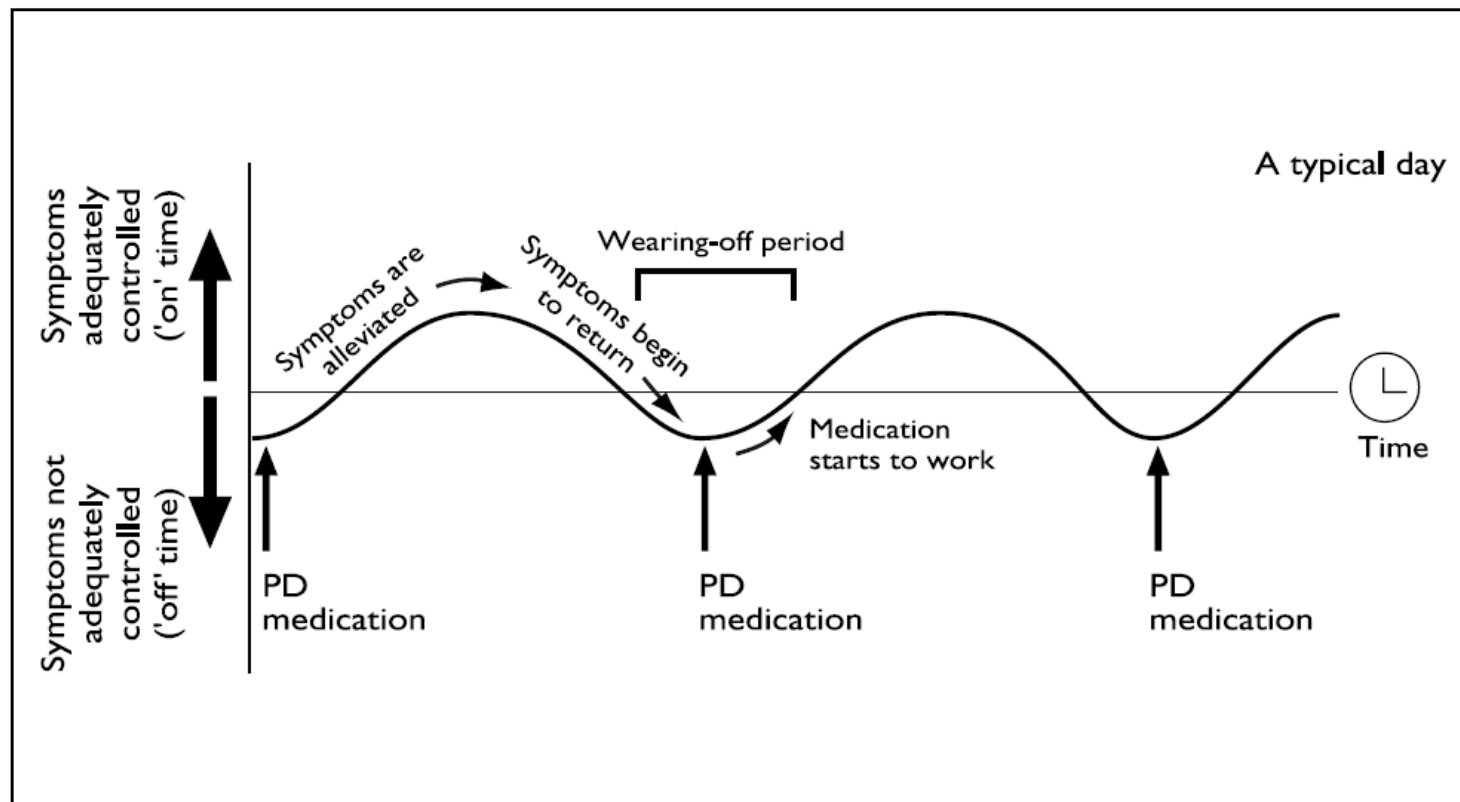 A typical day
Symptoms
adequately
controlled
('on' time)
Symptoms not
adequately
controlled
('off' time)
Symptoms are
alleviated
Symptoms begin
to return
Wearing-off period
Medication
starts to work
Time
PD
medication
PD
medication
PD
medication